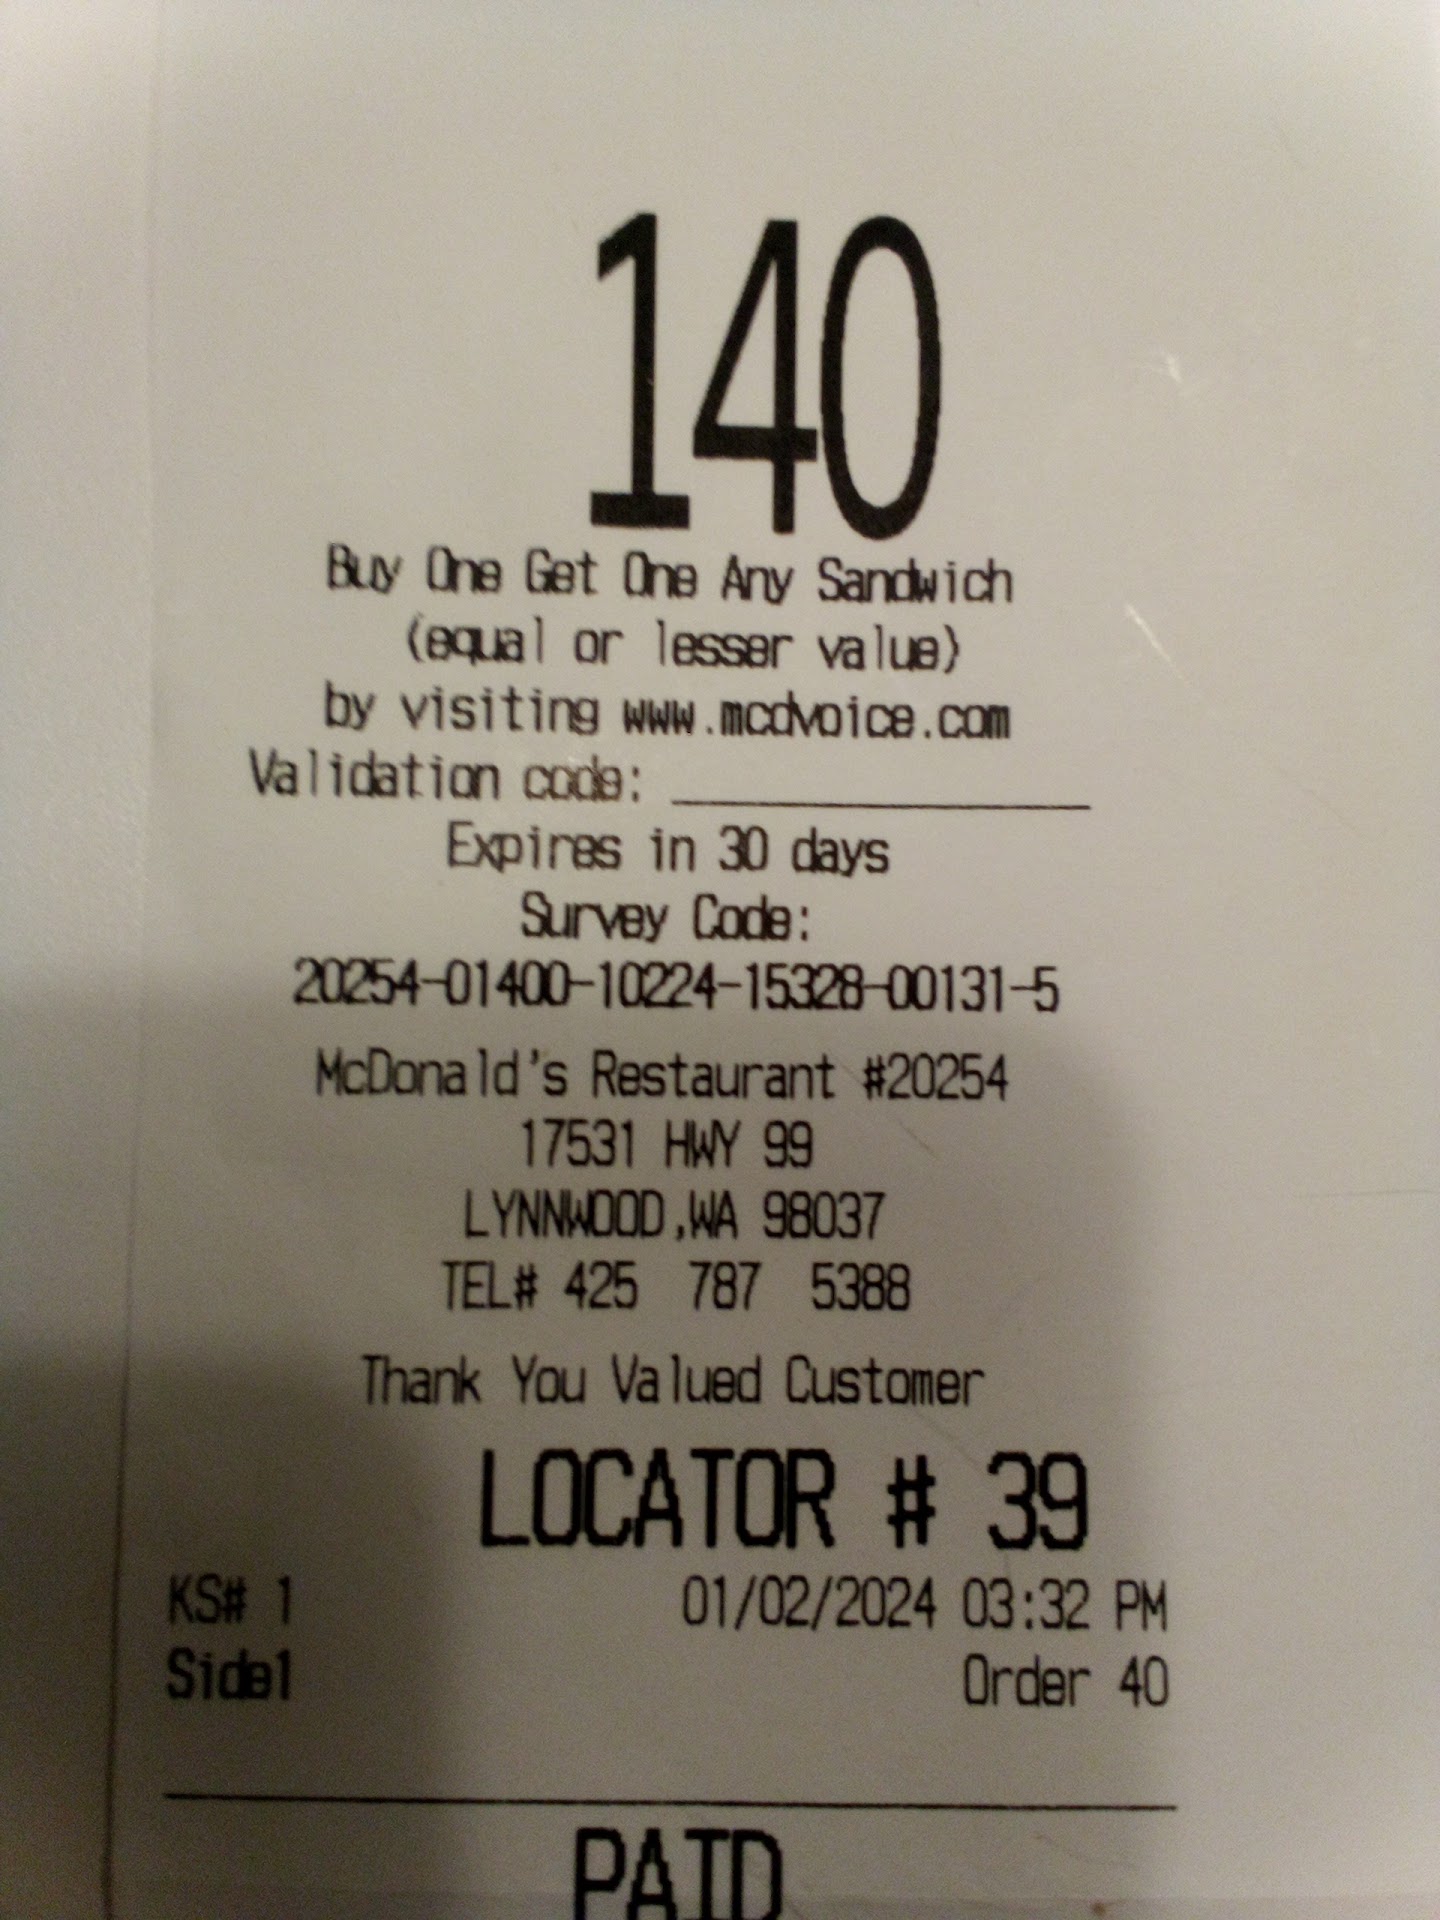 140
Buy One Get One Any Sandwich
(equal or lesser value)
by visiting www.mcdvoice.com
Validation code: ________________
Expires in 30 days
Survey Code:
20254-01400-10224-15328-00131-5
McDonald's Restaurant #20254
17531 HWY 99
LYNNWOOD,WA 98037
TEL# 425 787 5388
Thank You Valued Customer
LOCATOR # 39
KS# 1 01/02/2024 03:32 PM
Side1 Order 40
PAID